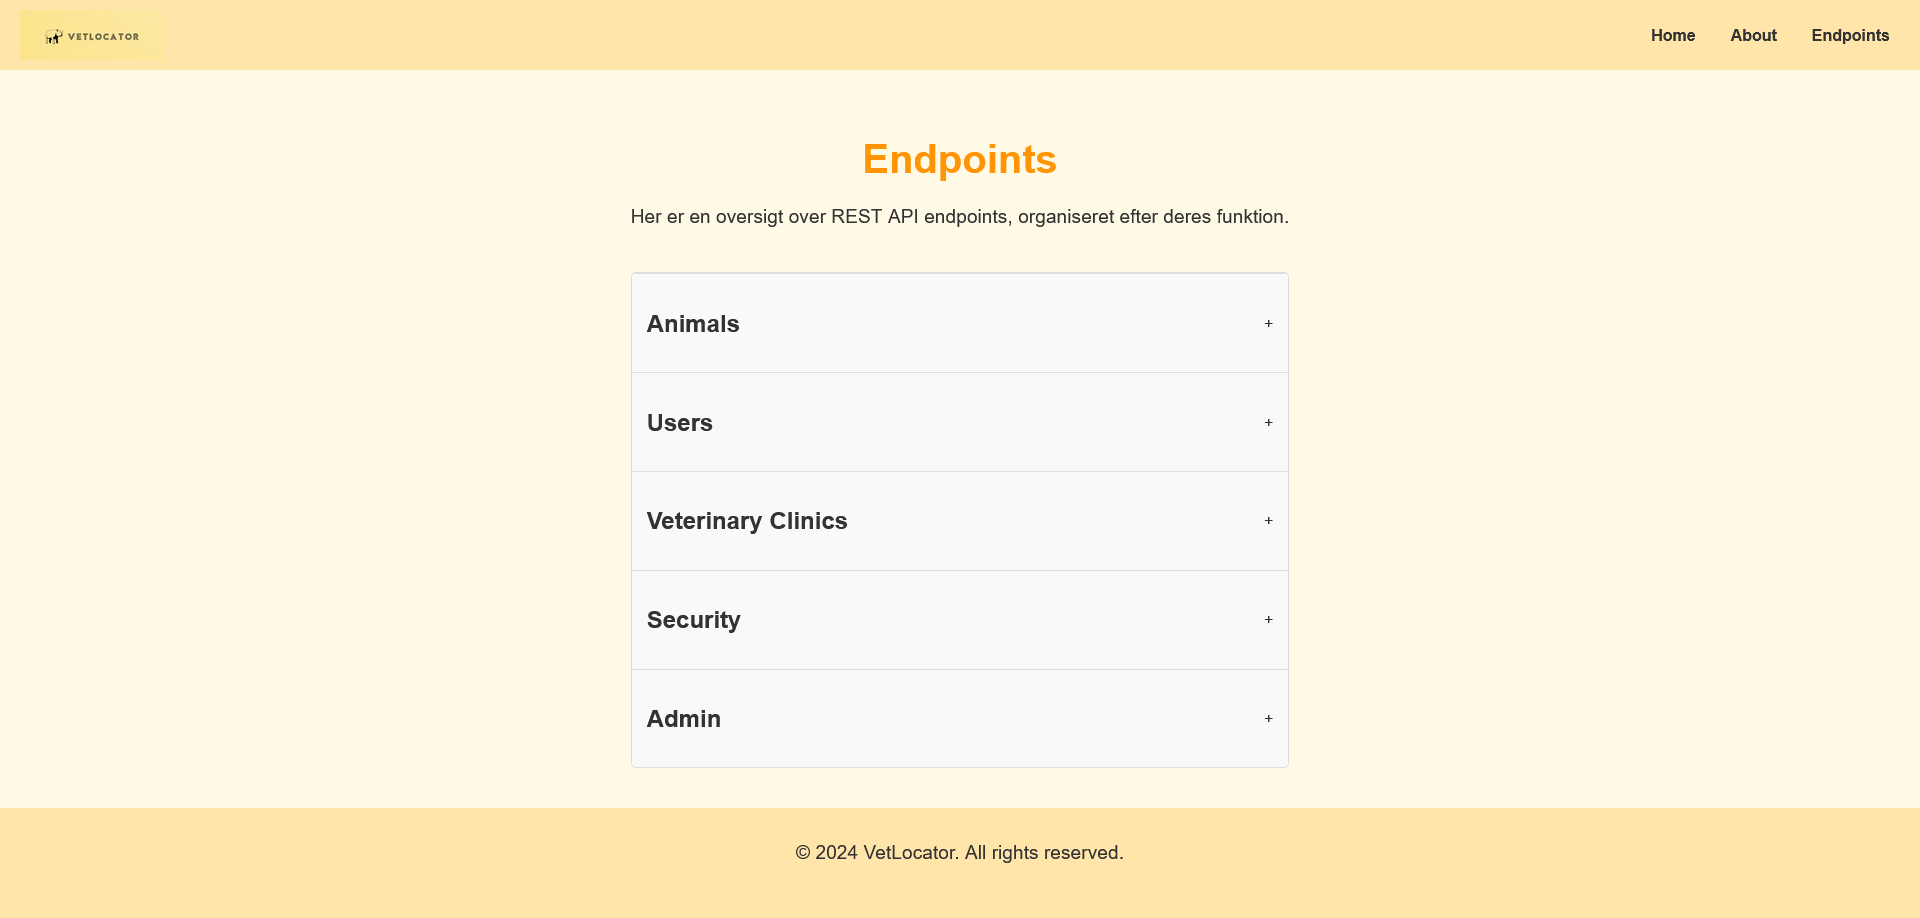 VETLOCATOR
Home
About
Endpoints
Endpoints
Her er en oversigt over REST API endpoints, organiseret efter deres funktion.
Animals
+
Users
+
Veterinary Clinics
+
Security
+
Admin
+
© 2024 VetLocator. All rights reserved.